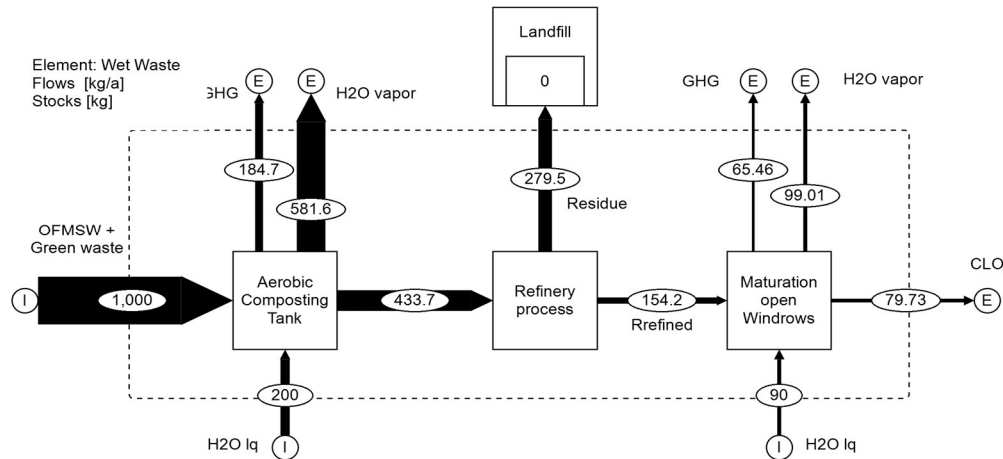 Landfill
0
Element: Wet Waste
Flows [kg/a]
Stocks [kg]
E
E
GHG
H2O vapor
E
E
GHG
H2O vapor
184.7
581.6
279.5
Residue
65.46
99.01
OFMSW +
Green waste
I
1,000
Aerobic
Composting
Tank
433.7
Refinery
process
154.2
Rrefined
Maturation
open
Windrows
79.73
CLO
E
200
H2O lq
I
90
I
H2O lq